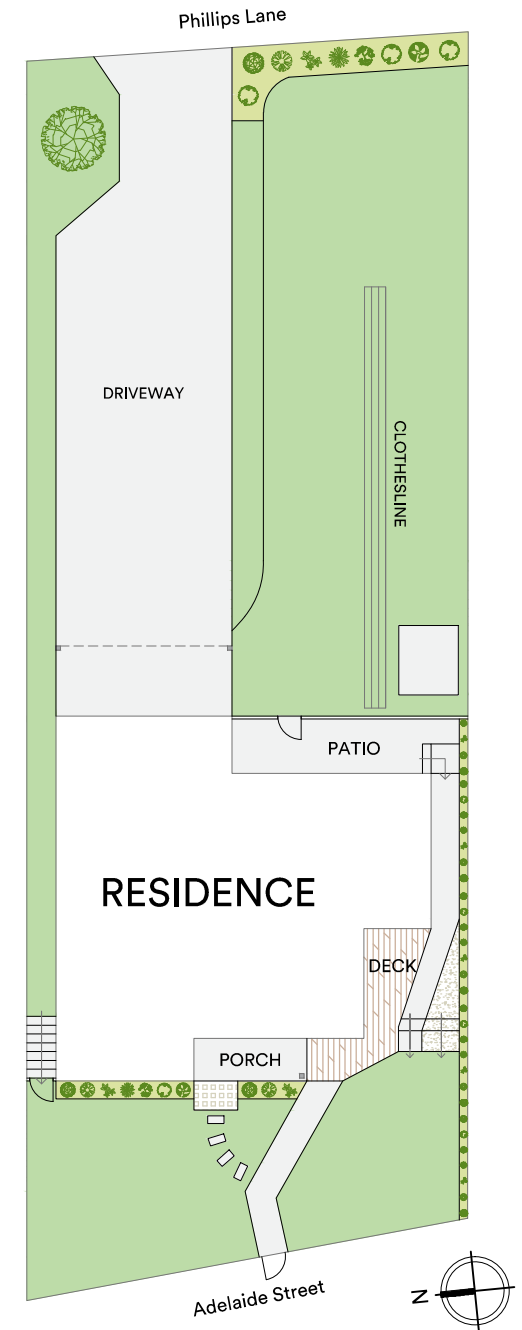 Phillips Lane
DRIVEWAY
CLOTHESLINE
PATIO
RESIDENCE
DECK
PORCH
Adelaide Street
N